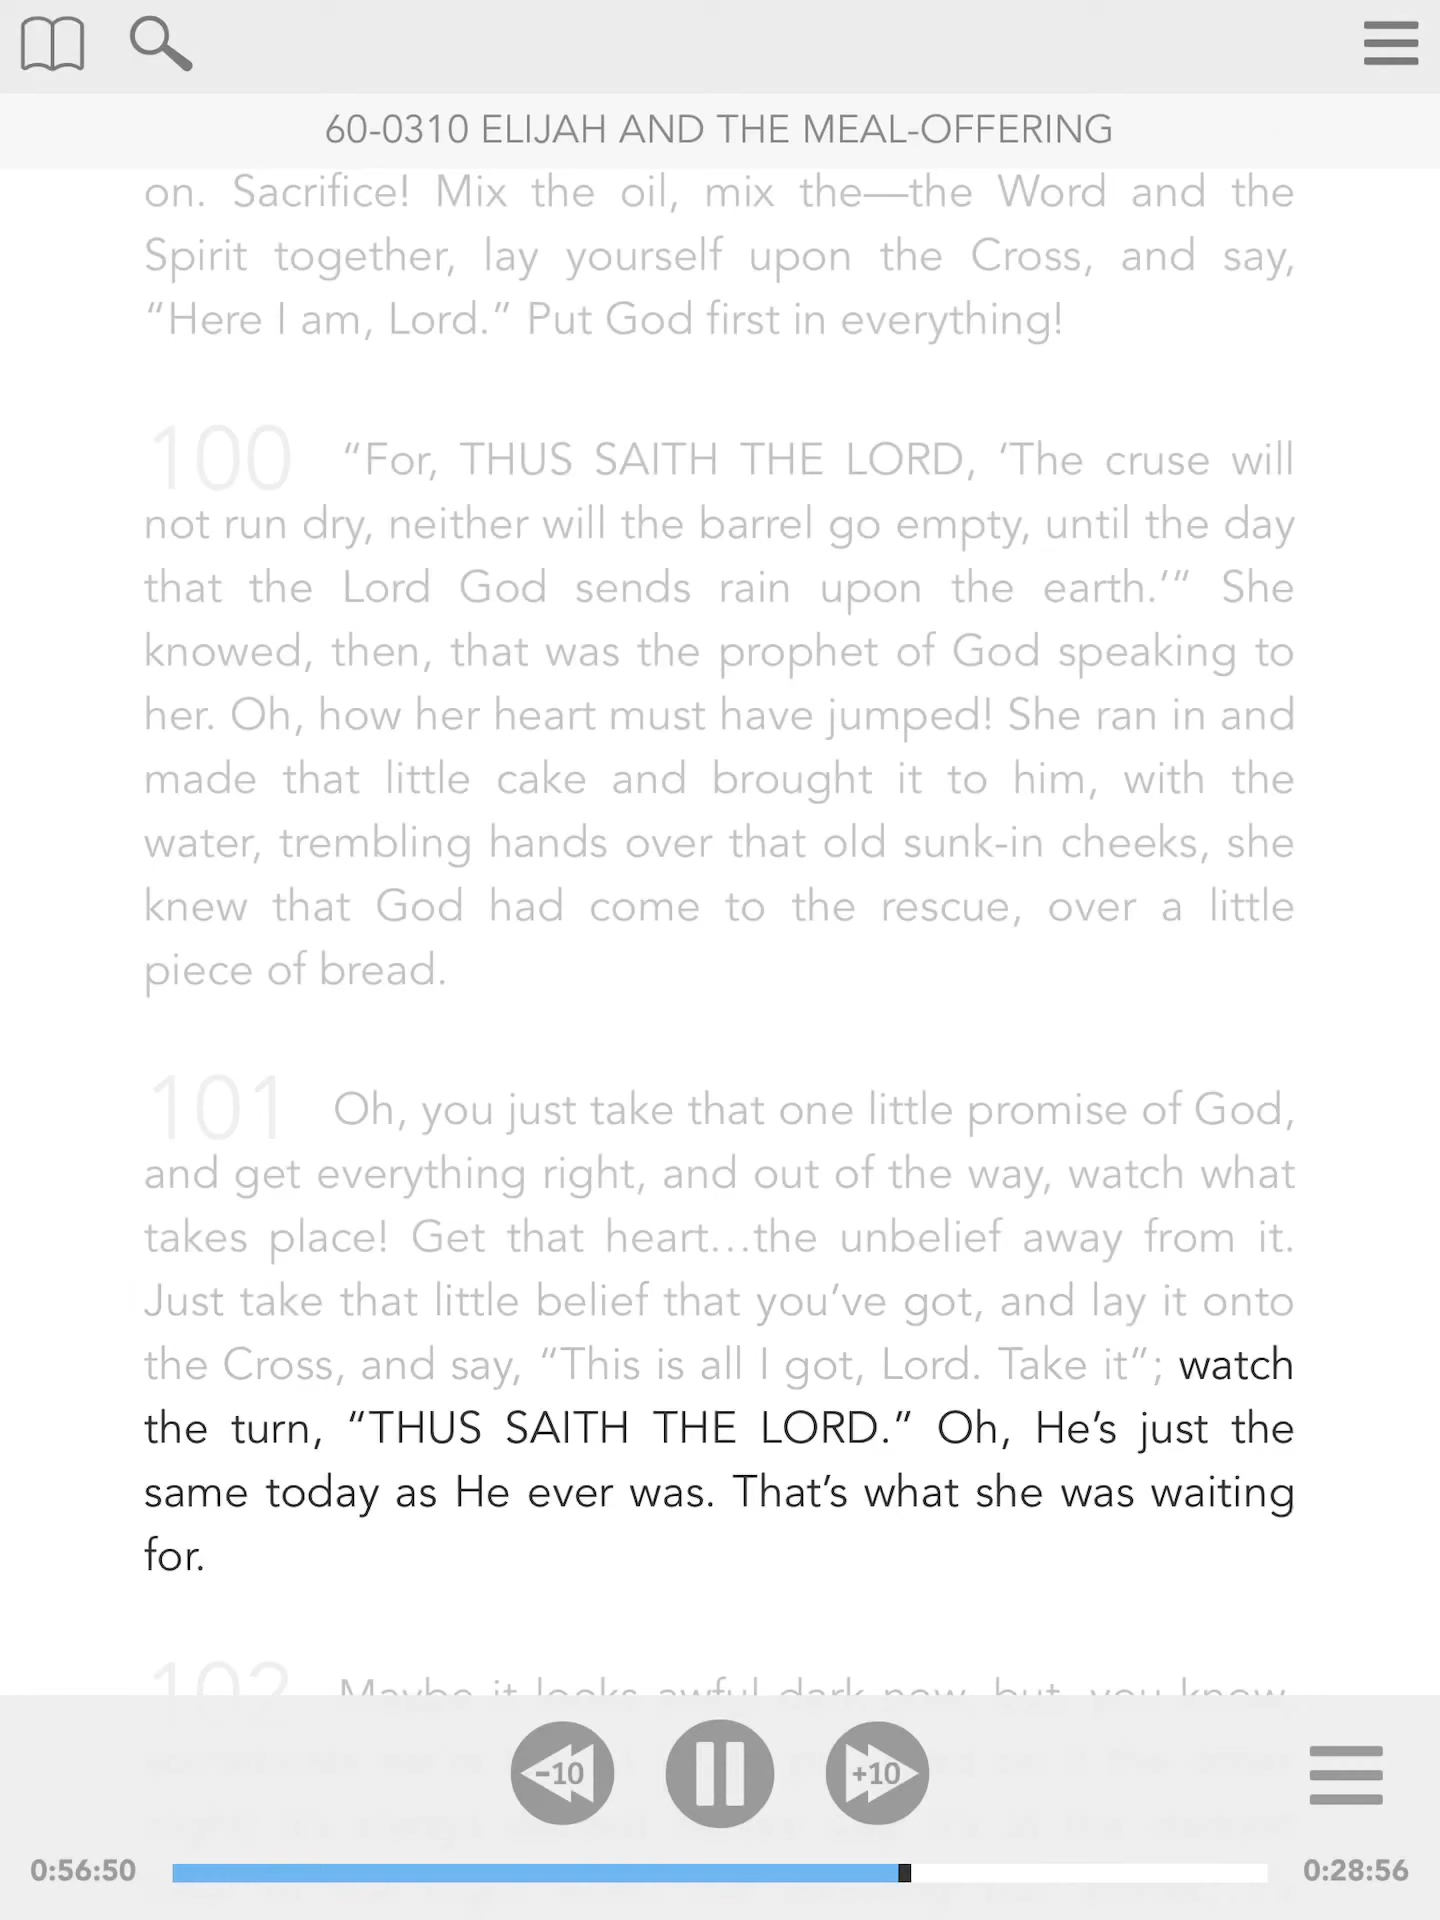 60-0310 ELIJAH AND THE MEAL-OFFERING
on. Sacrifice! Mix the oil, mix the—the Word and the
Spirit together, lay yourself upon the Cross, and say,
“Here I am, Lord.” Put God first in everything!
100 “For, THUS SAITH THE LORD, ‘The cruse will
not run dry, neither will the barrel go empty, until the day
that the Lord God sends rain upon the earth.’” She
knowed, then, that was the prophet of God speaking to
her. Oh, how her heart must have jumped! She ran in and
made that little cake and brought it to him, with the
water, trembling hands over that old sunk-in cheeks, she
knew that God had come to the rescue, over a little
piece of bread.
101 Oh, you just take that one little promise of God,
and get everything right, and out of the way, watch what
takes place! Get that heart…the unbelief away from it.
Just take that little belief that you’ve got, and lay it onto
the Cross, and say, “This is all I got, Lord. Take it”; watch
the turn, “THUS SAITH THE LORD.” Oh, He’s just the
same today as He ever was. That’s what she was waiting
for.
102 Maybe it looks awful dark now, but, you know,
-10 +10
0:56:50 0:28:56